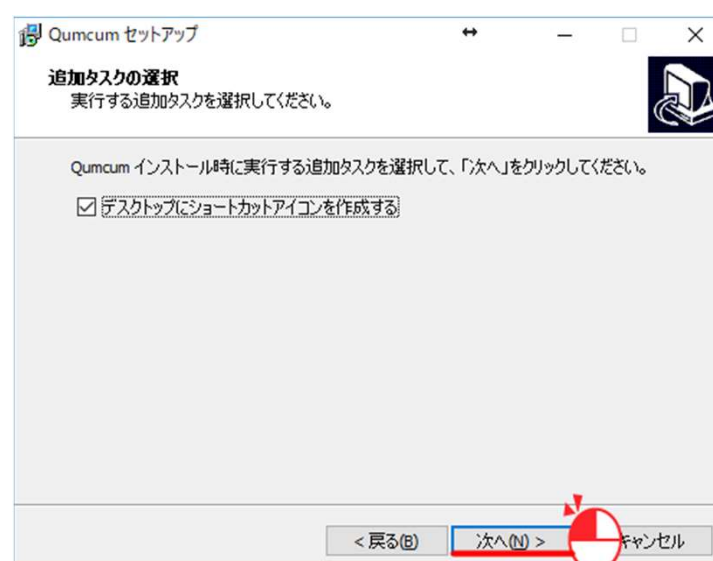 Qumcum セットアップ
追加タスクの選択
実行する追加タスクを選択してください。
Qumcum インストール時に実行する追加タスクを選択して、「次へ」をクリックしてください。
デスクトップにショートカットアイコンを作成する
< 戻る(B) 次へ(N) > キャンセル